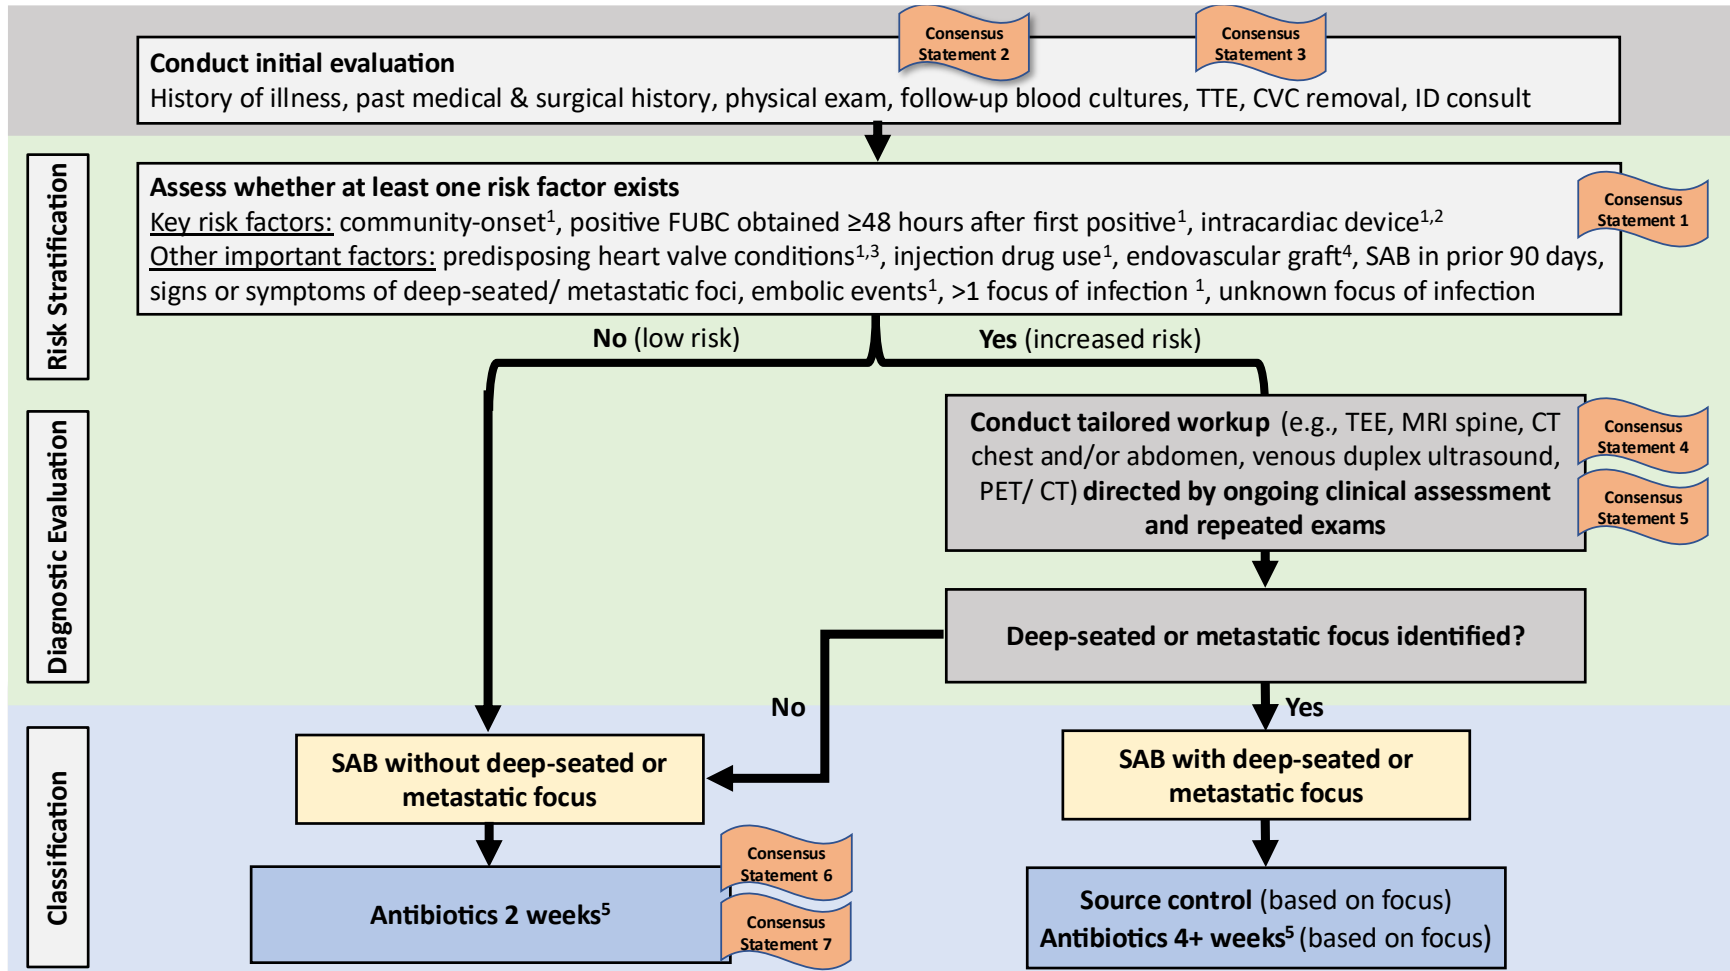 Consensus
Statement 2
Consensus
Statement 3
Conduct initial evaluation
History of illness, past medical & surgical history, physical exam, follow-up blood cultures, TTE, CVC removal, ID consult
Risk Stratification
Assess whether at least one risk factor exists
Key risk factors: community-onset¹, positive FUBC obtained ≥48 hours after first positive¹, intracardiac device¹,²
Other important factors: predisposing heart valve conditions¹,³, injection drug use¹, endovascular graft⁴, SAB in prior 90 days,
signs or symptoms of deep-seated/ metastatic foci, embolic events¹, >1 focus of infection ¹, unknown focus of infection
Consensus
Statement 1
No (low risk)
Yes (increased risk)
Diagnostic Evaluation
Conduct tailored workup (e.g., TEE, MRI spine, CT
chest and/or abdomen, venous duplex ultrasound,
PET/ CT) directed by ongoing clinical assessment
and repeated exams
Consensus
Statement 4
Consensus
Statement 5
Deep-seated or metastatic focus identified?
No
Yes
Classification
SAB without deep-seated or
metastatic focus
SAB with deep-seated or
metastatic focus
Antibiotics 2 weeks⁵
Consensus
Statement 6
Consensus
Statement 7
Source control (based on focus)
Antibiotics 4+ weeks⁵ (based on focus)